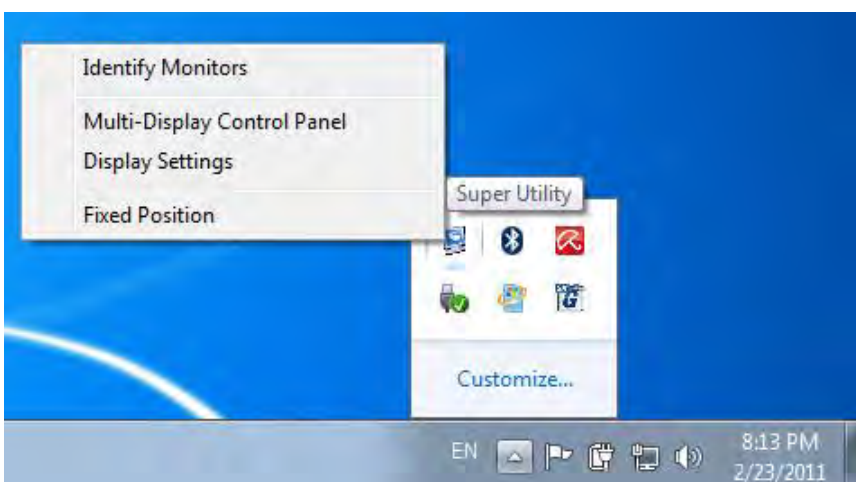 Identify Monitors
Multi-Display Control Panel
Display Settings
Fixed Position
Super Utility
G
Customize...
EN
8:13 PM
2/23/2011